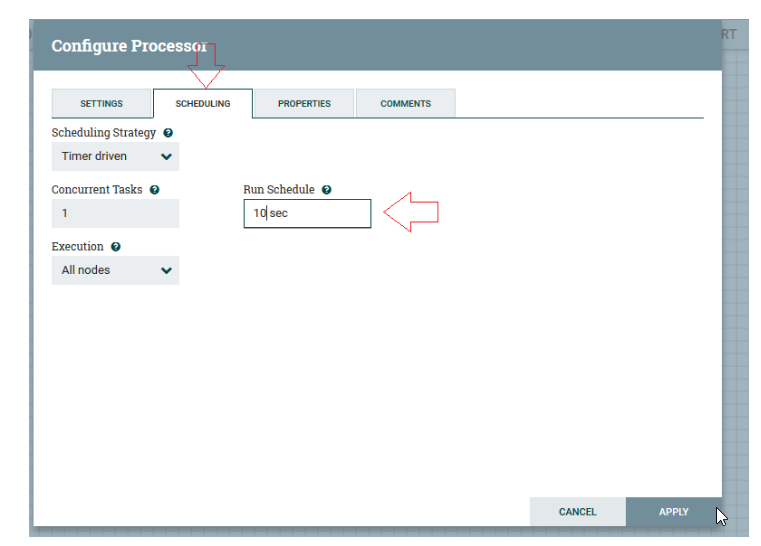 Configure Processor
RT
SETTINGS SCHEDULING PROPERTIES COMMENTS
Scheduling Strategy
Timer driven
Concurrent Tasks Run Schedule
1 10 sec
Execution
All nodes
CANCEL APPLY